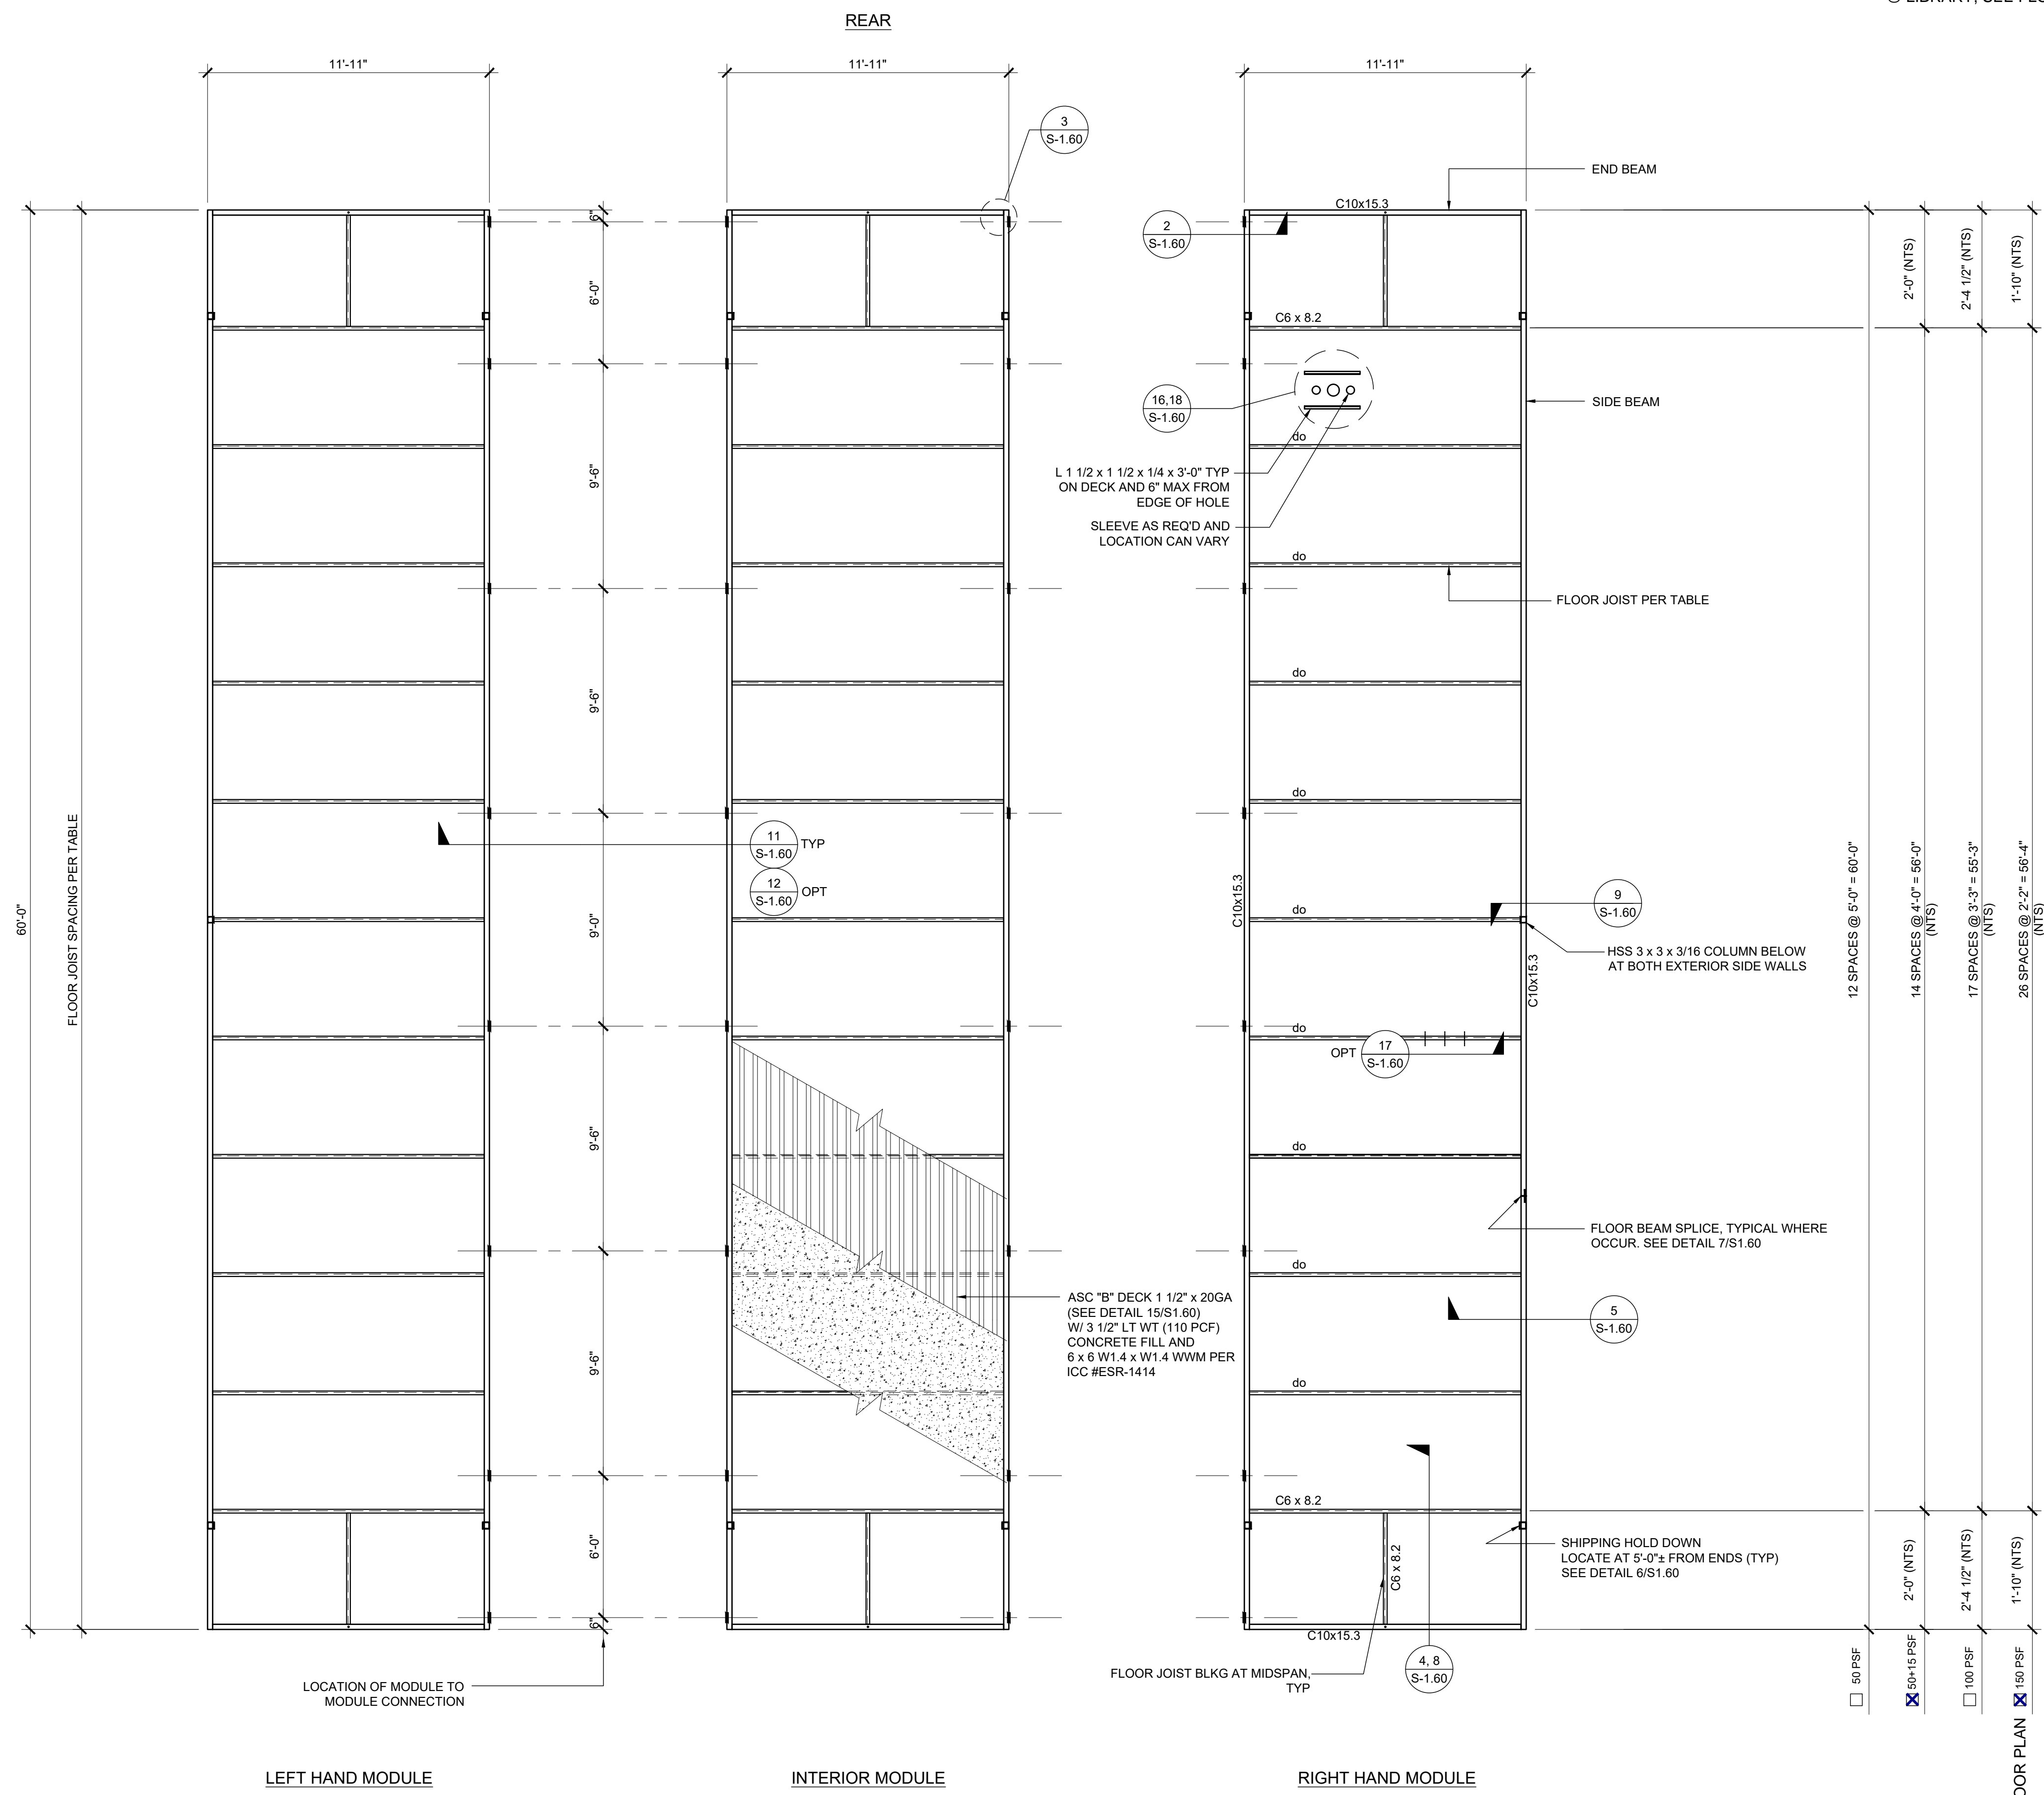 REAR
11'-11"
11'-11"
11'-11"
3
S-1.60
END BEAM
C10x15.3
2
S-1.60
6"
6'-0"
9'-6"
9'-6"
9'-6"
9'-0"
9'-6"
9'-6"
6'-0"
6"
60'-0"
FLOOR JOIST SPACING PER TABLE
C6 x 8.2
16,18
S-1.60
SIDE BEAM
do
L 1 1/2 x 1 1/2 x 1/4 x 3'-0" TYP
ON DECK AND 6" MAX FROM
EDGE OF HOLE
SLEEVE AS REQ'D AND
LOCATION CAN VARY
do
FLOOR JOIST PER TABLE
do
do
11
S-1.60
TYP
12
S-1.60
OPT
C10x15.3
do
9
S-1.60
HSS 3 x 3 x 3/16 COLUMN BELOW
AT BOTH EXTERIOR SIDE WALLS
C10x15.3
do
OPT
17
S-1.60
do
FLOOR BEAM SPLICE, TYPICAL WHERE
OCCUR. SEE DETAIL 7/S1.60
do
ASC "B" DECK 1 1/2" x 20GA
(SEE DETAIL 15/S1.60)
W/ 3 1/2" LT WT (110 PCF)
CONCRETE FILL AND
6 x 6 W1.4 x W1.4 WWM PER
ICC #ESR-1414
5
S-1.60
do
C6 x 8.2
SHIPPING HOLD DOWN
LOCATE AT 5'-0"± FROM ENDS (TYP)
SEE DETAIL 6/S1.60
C6 x 8.2
C10x15.3
4, 8
S-1.60
FLOOR JOIST BLKG AT MIDSPAN,
TYP
LOCATION OF MODULE TO
MODULE CONNECTION
2'-0" (NTS)
2'-4 1/2" (NTS)
1'-10" (NTS)
12 SPACES @ 5'-0" = 60'-0"
14 SPACES @ 4'-0" = 56'-0"
(NTS)
17 SPACES @ 3'-3" = 55'-3"
(NTS)
26 SPACES @ 2'-2" = 56'-4"
(NTS)
2'-0" (NTS)
2'-4 1/2" (NTS)
1'-10" (NTS)
50 PSF
50+15 PSF
100 PSF
150 PSF
OOR PLAN
LEFT HAND MODULE
INTERIOR MODULE
RIGHT HAND MODULE